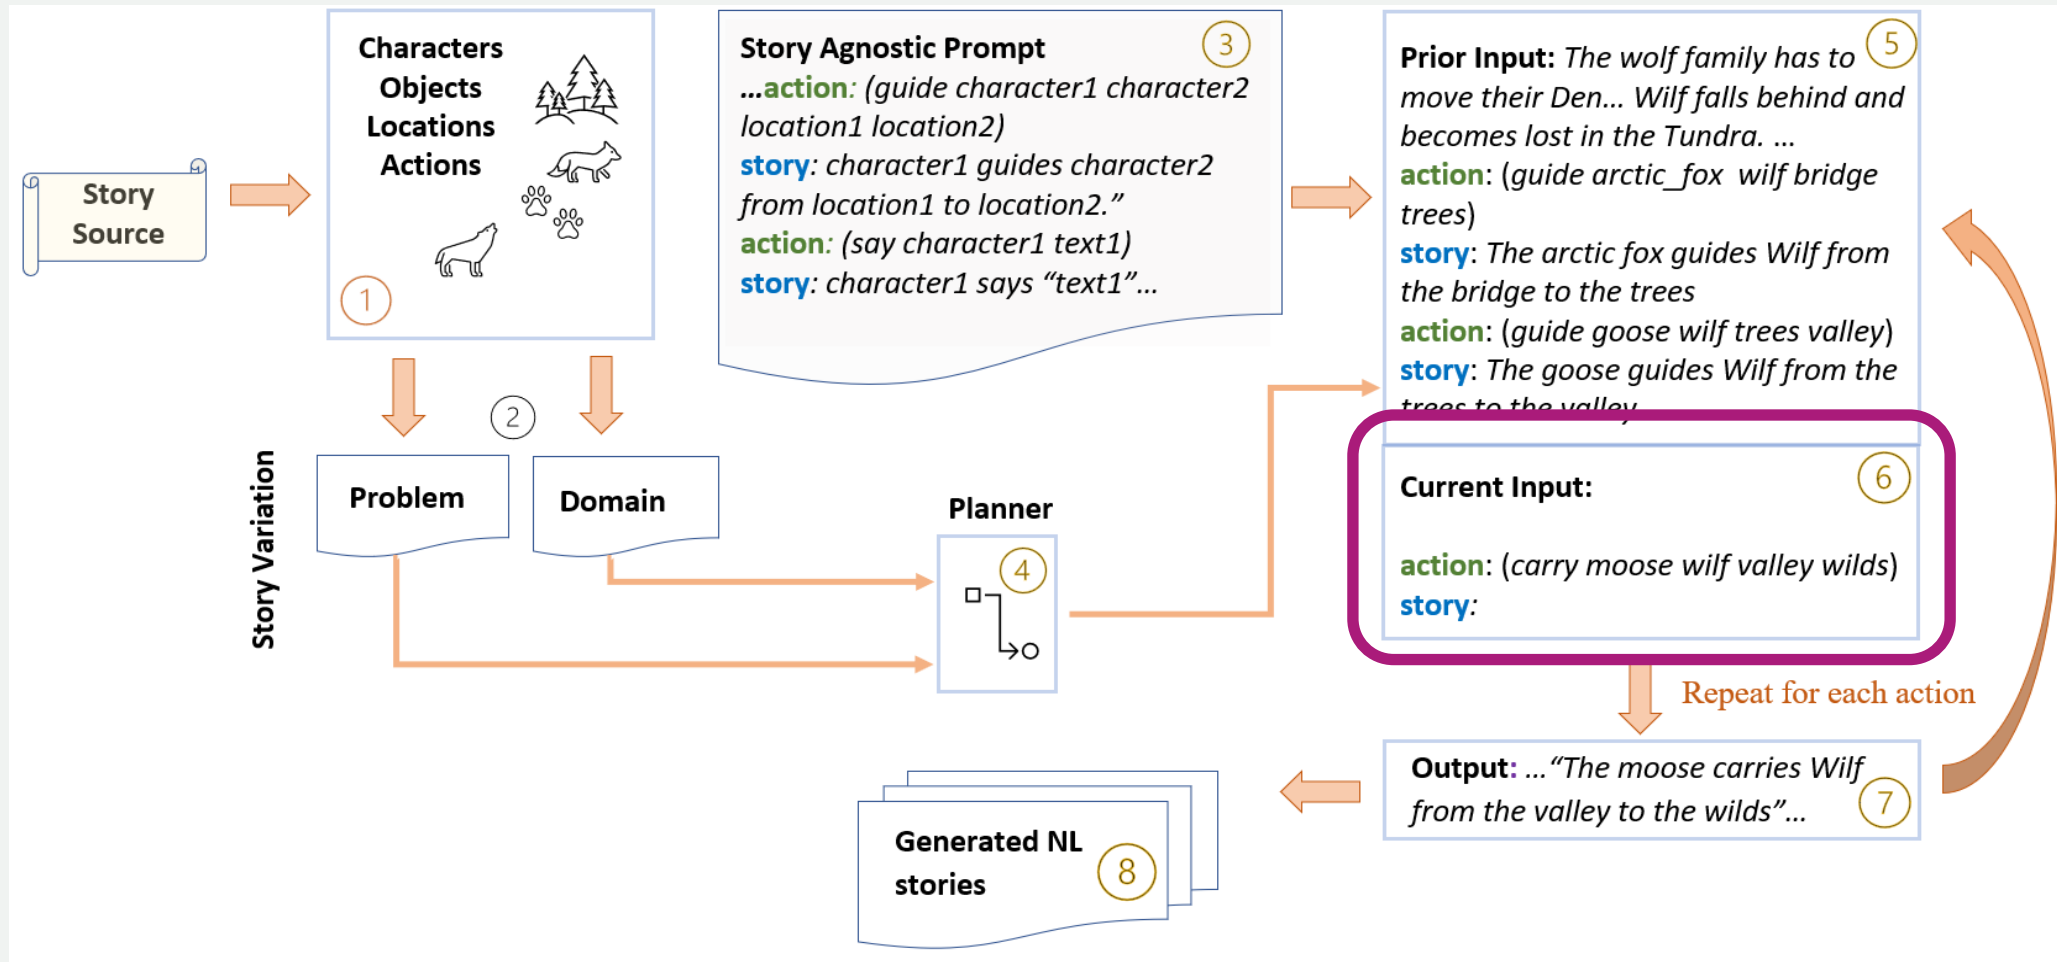 Story
Source
Characters
Objects
Locations
Actions
1
2
Story Variation
Problem
Domain
Story Agnostic Prompt
3
...action: (guide character1 character2
location1 location2)
story: character1 guides character2
from location1 to location2.”
action: (say character1 text1)
story: character1 says “text1”...
Planner
4
5
Prior Input: The wolf family has to
move their Den... Wilf falls behind and
becomes lost in the Tundra. ...
action: (guide arctic_fox wilf bridge
trees)
story: The arctic fox guides Wilf from
the bridge to the trees
action: (guide goose wilf trees valley)
story: The goose guides Wilf from the
trees to the valley
6
Current Input:
action: (carry moose wilf valley wilds)
story:
Repeat for each action
Output: ...“The moose carries Wilf
from the valley to the wilds”...
7
Generated NL
stories
8